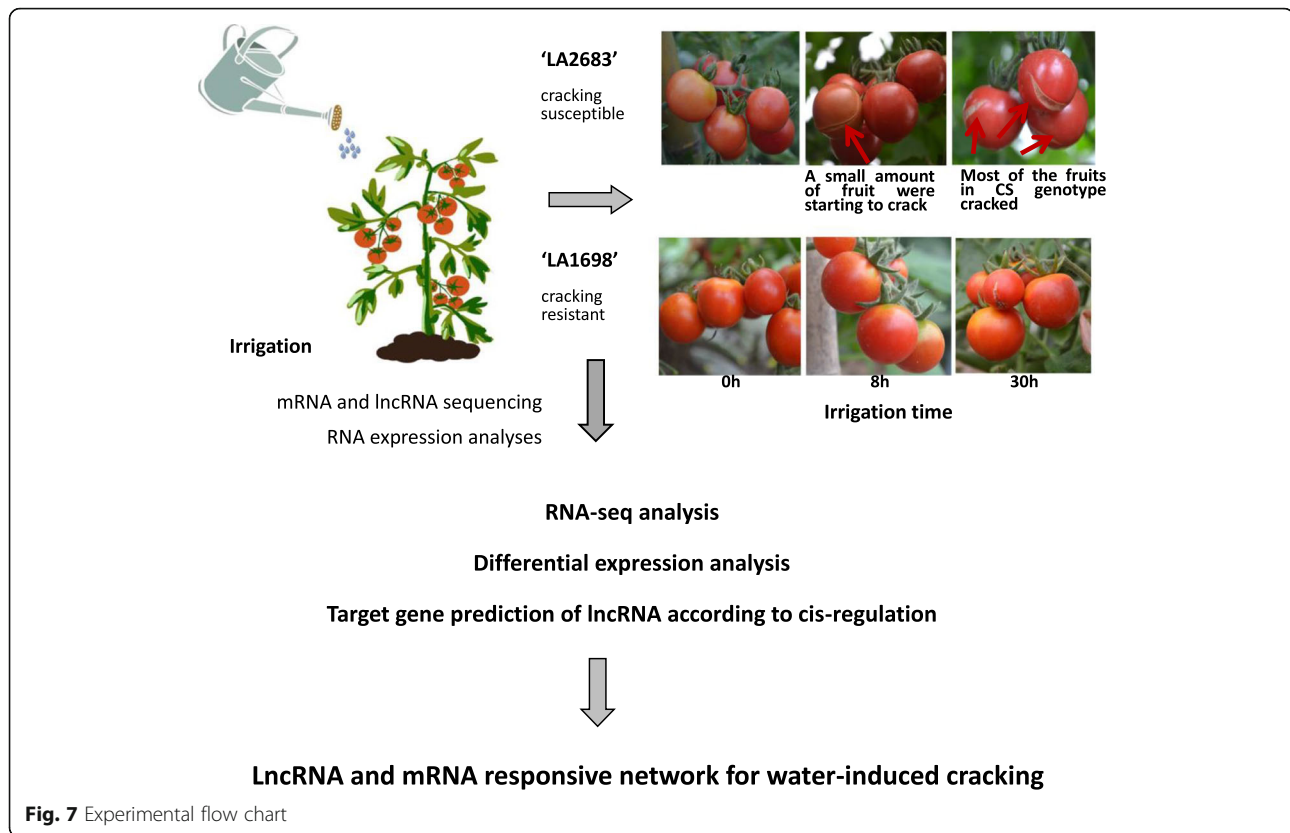 ‘LA2683’
cracking
susceptible
A small amount
of fruit were
starting to crack
Most of the fruits
in CS genotype
cracked
‘LA1698’
cracking
resistant
Irrigation
0h
8h
30h
Irrigation time
mRNA and lncRNA sequencing
RNA expression analyses
RNA-seq analysis
Differential expression analysis
Target gene prediction of lncRNA according to cis-regulation
LncRNA and mRNA responsive network for water-induced cracking
Fig. 7 Experimental flow chart